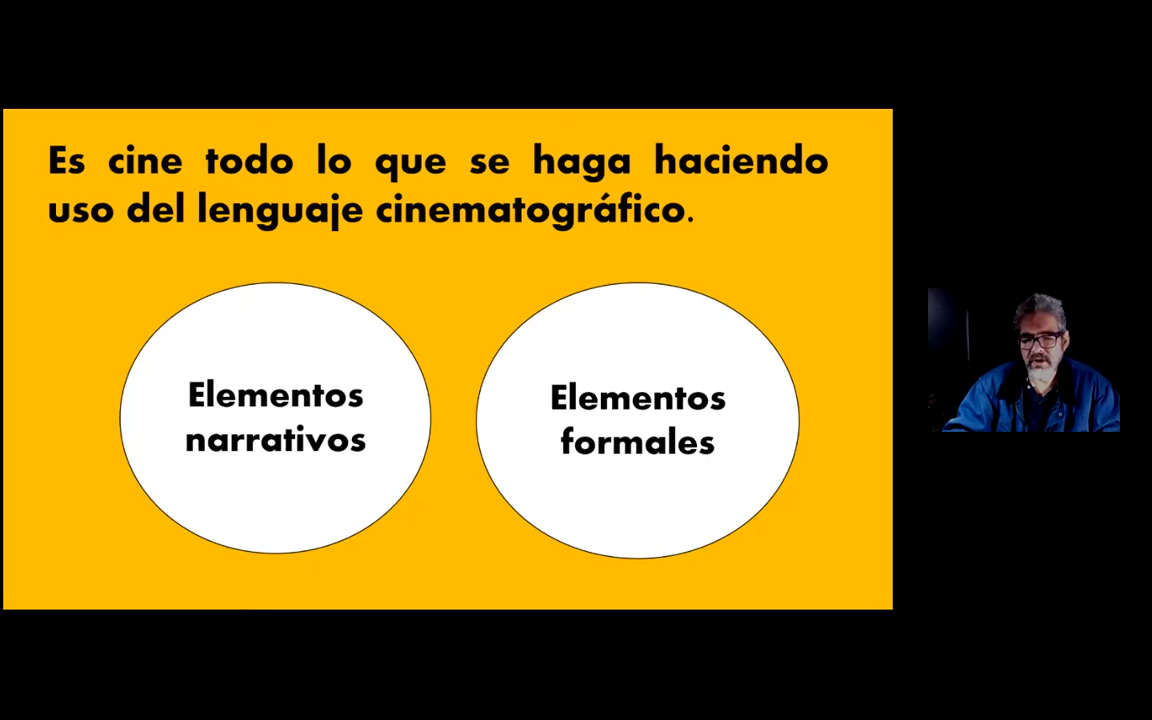 Es cine todo lo que se haga haciendo
uso del lenguaje cinematográfico.
Elementos
narrativos
Elementos
formales